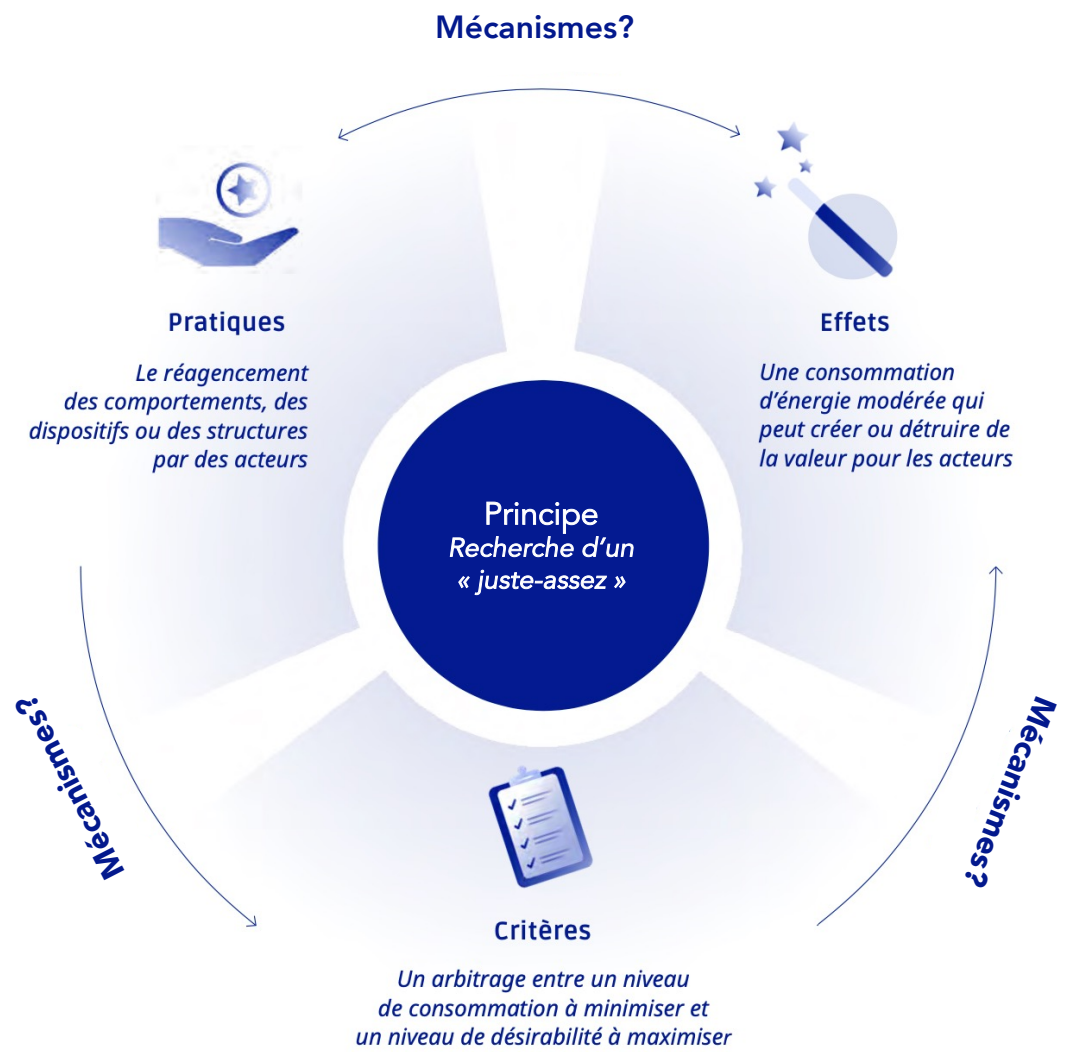 Mécanismes?
Pratiques
Le réagencement
des comportements, des
dispositifs ou des structures
par des acteurs
Effets
Une consommation
d'énergie modérée qui
peut créer ou détruire de
la valeur pour les acteurs
Principe
Recherche d'un
« juste-assez »
Mécanismes?
Mécanismes?
Critères
Un arbitrage entre un niveau
de consommation à minimiser et
un niveau de désirabilité à maximiser